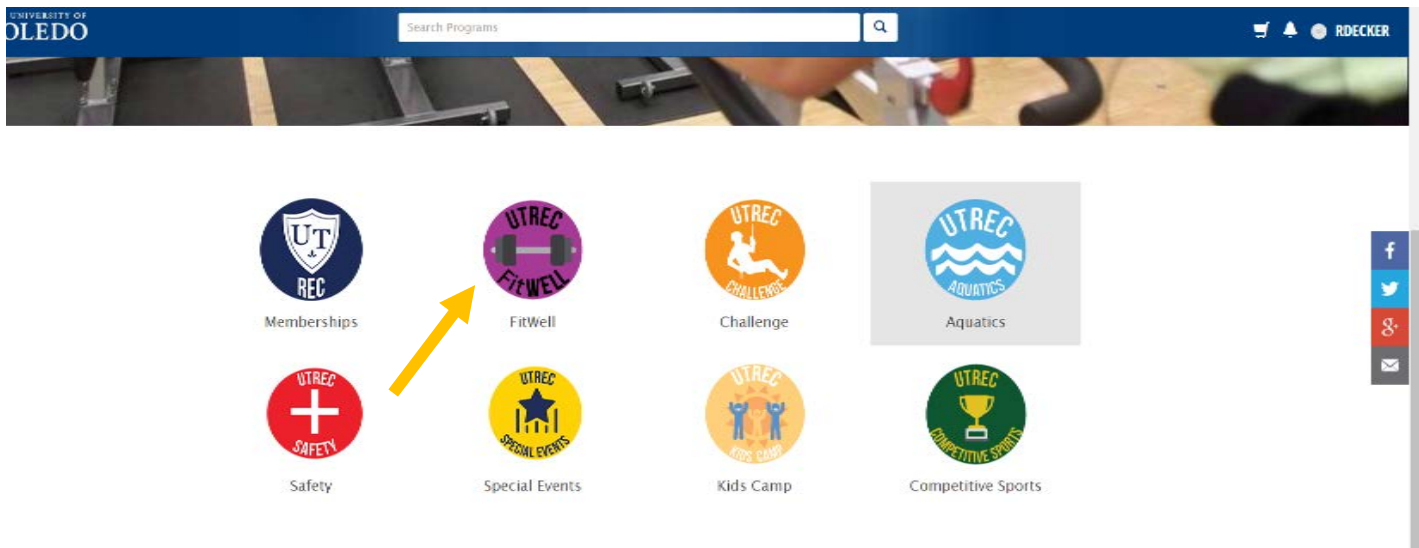 UNIVERSITY OF
OLEDO
Search Programs
RDECKER
UT
REC
UTREC
FitWELL
UTREC
CHALLENGE
UTREC
AQUATICS
Memberships
FitWell
Challenge
Aquatics
UTREC
SAFETY
UTREC
SPECIAL EVENTS
UTREC
KIDS CAMP
UTREC
COMPETITIVE SPORTS
Safety
Special Events
Kids Camp
Competitive Sports
f
g+